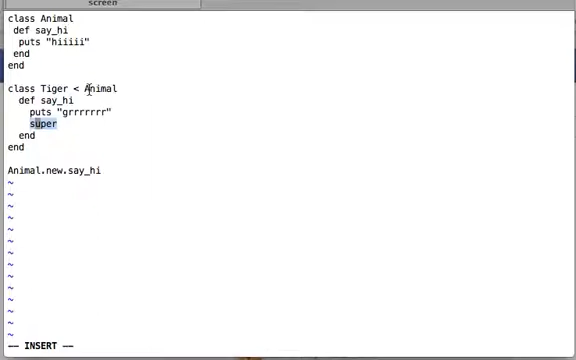 screen
class Animal
 def say_hi
  puts "hiiiii"
 end
end

class Tiger < Animal
  def say_hi
    puts "grrrrrrr"
    super
  end
end

Animal.new.say_hi
~
~
~
~
~
~
~
~
~
~
~
~
~
~
-- INSERT --